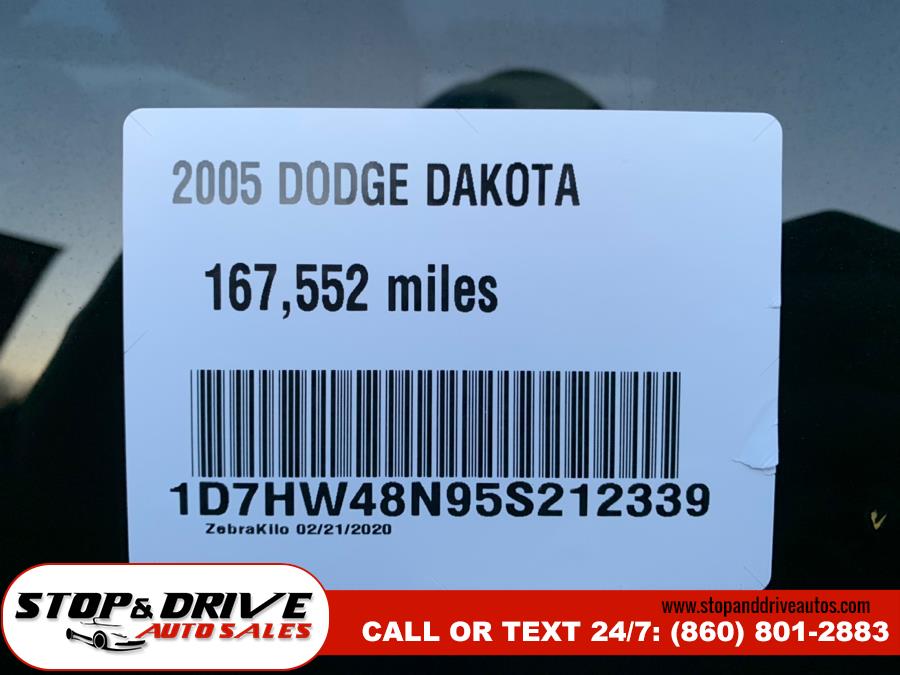 2005 DODGE DAKOTA
167,552 miles
1D7HW48N95S212339
ZebraKilo 02/21/2020
STOP & DRIVE
AUTO SALES
www.stopanddriveautos.com
CALL OR TEXT 24/7: (860) 801-2883